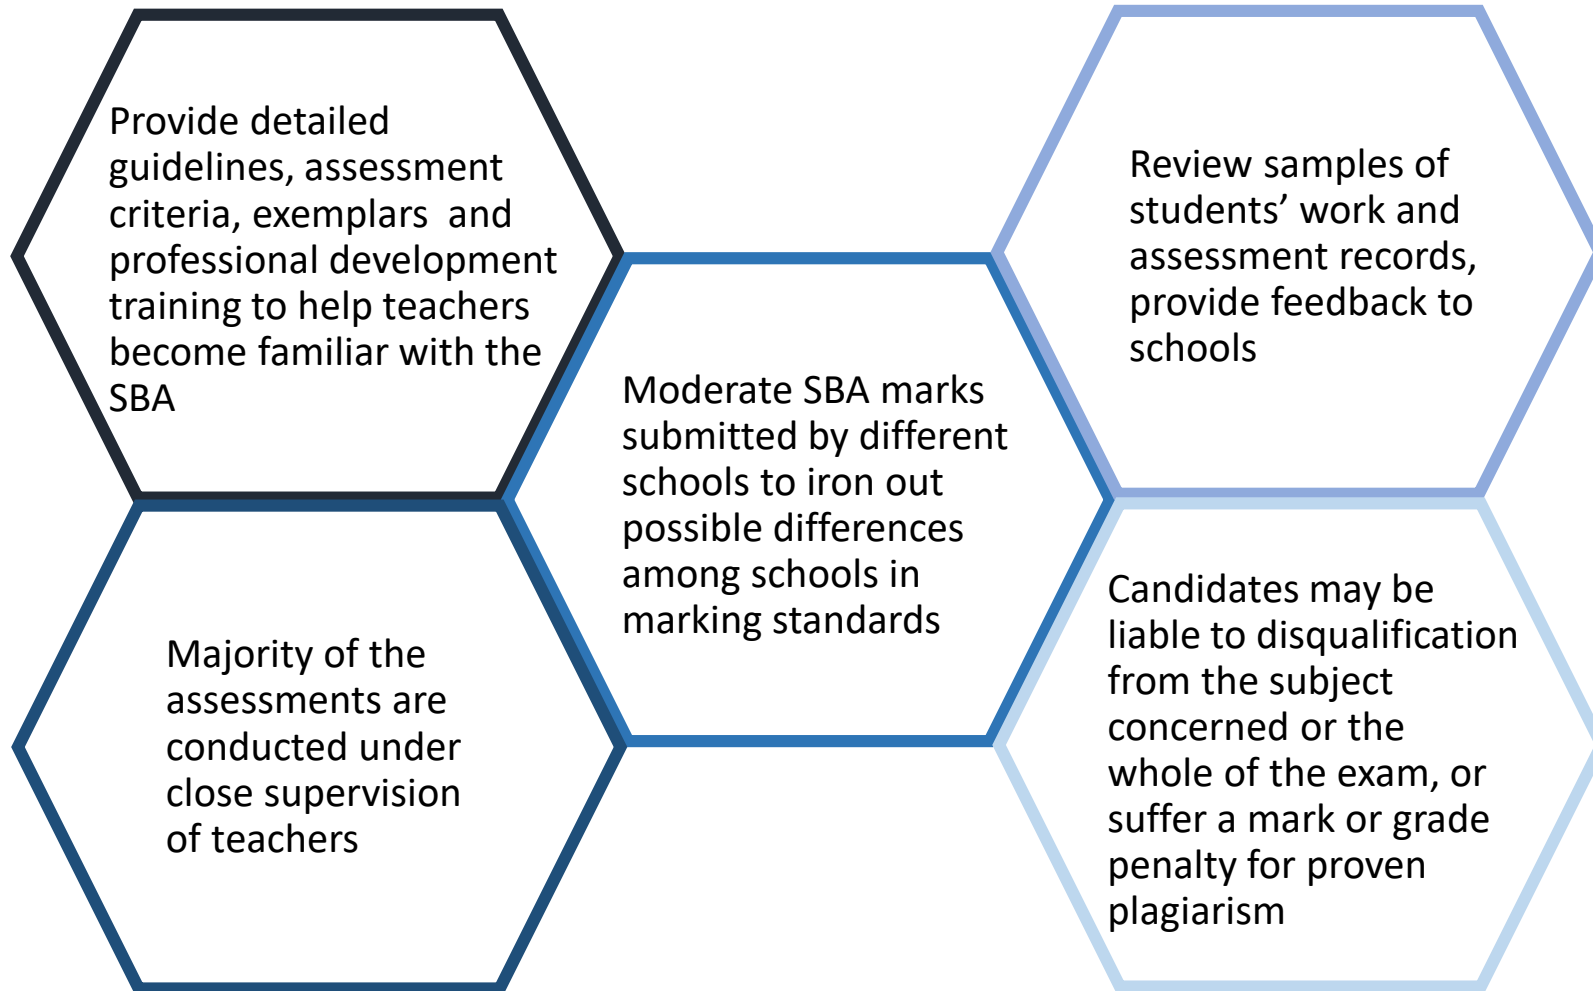 Provide detailed
guidelines, assessment
criteria, exemplars  and
professional development
training to help teachers
become familiar with the
SBA
Majority of the
assessments are
conducted under
close supervision
of teachers
Moderate SBA marks
submitted by different
schools to iron out
possible differences
among schools in
marking standards
Review samples of
students’ work and
assessment records,
provide feedback to
schools
Candidates may be
liable to disqualification
from the subject
concerned or the
whole of the exam, or
suffer a mark or grade
penalty for proven
plagiarism